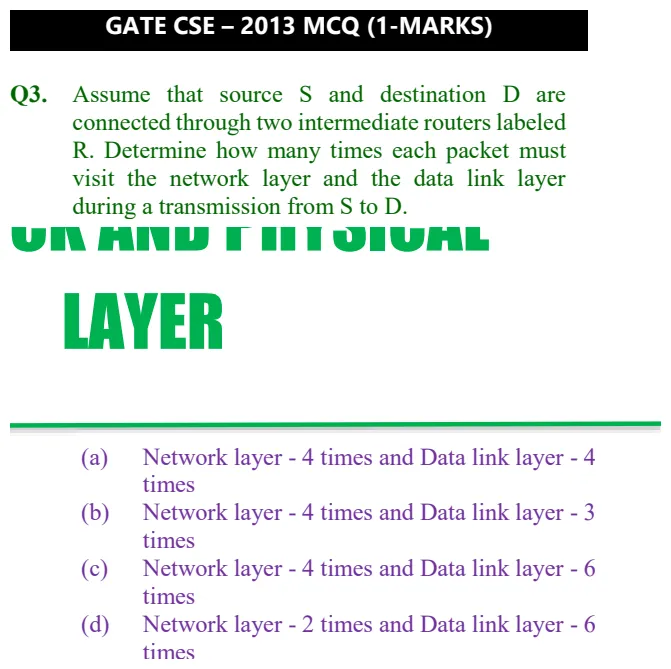 GATE CSE – 2013 MCQ (1-MARKS)
Q3. Assume that source S and destination D are
connected through two intermediate routers labeled
R. Determine how many times each packet must
visit the network layer and the data link layer
during a transmission from S to D.
AND PHYSICAL
LAYER
(a) Network layer - 4 times and Data link layer - 4
times
(b) Network layer - 4 times and Data link layer - 3
times
(c) Network layer - 4 times and Data link layer - 6
times
(d) Network layer - 2 times and Data link layer - 6
times